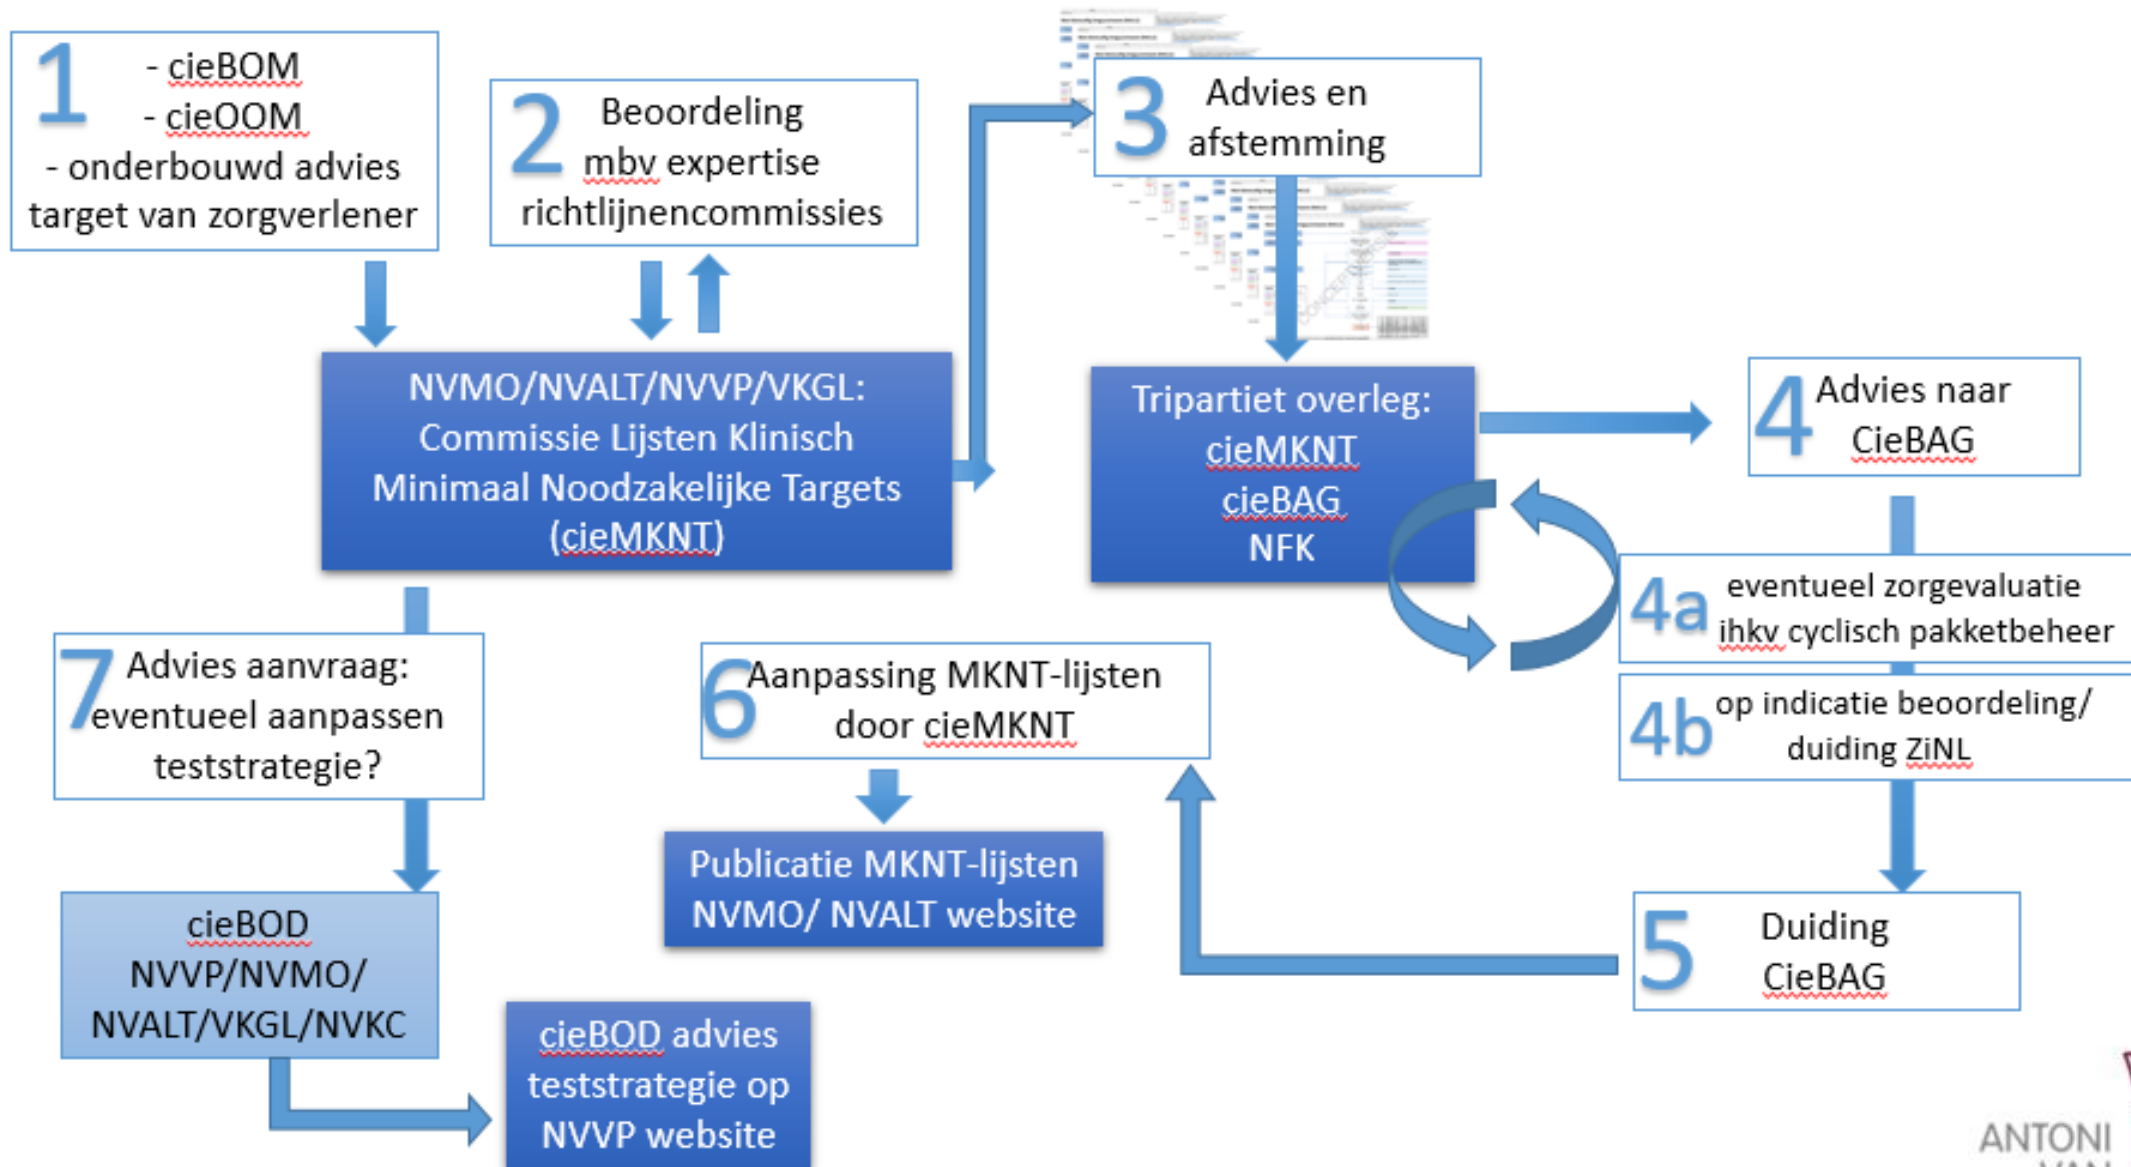 1
- cieBOM
- cieOOM
- onderbouwd advies
target van zorgverlener
2
Beoordeling
mbv expertise
richtlijnencommissies
3
Advies en
afstemming
CONCEPT
NVMO/NVALT/NVVP/VKGL:
Commissie Lijsten Klinisch
Minimaal Noodzakelijke Targets
(cieMKNT)
Tripartiet overleg:
cieMKNT
cieBAG
NFK
4
Advies naar
CieBAG
4a
eventueel zorgevaluatie
ihkv cyclisch pakketbeheer
4b
op indicatie beoordeling/
duiding ZiNL
5
Duiding
CieBAG
6
Aanpassing MKNT-lijsten
door cieMKNT
Publicatie MKNT-lijsten
NVMO/ NVALT website
7
Advies aanvraag:
eventueel aanpassen
teststrategie?
cieBOD
NVVP/NVMO/
NVALT/VKGL/NVKC
cieBOD advies
teststrategie op
NVVP website
ANTONI
VAN